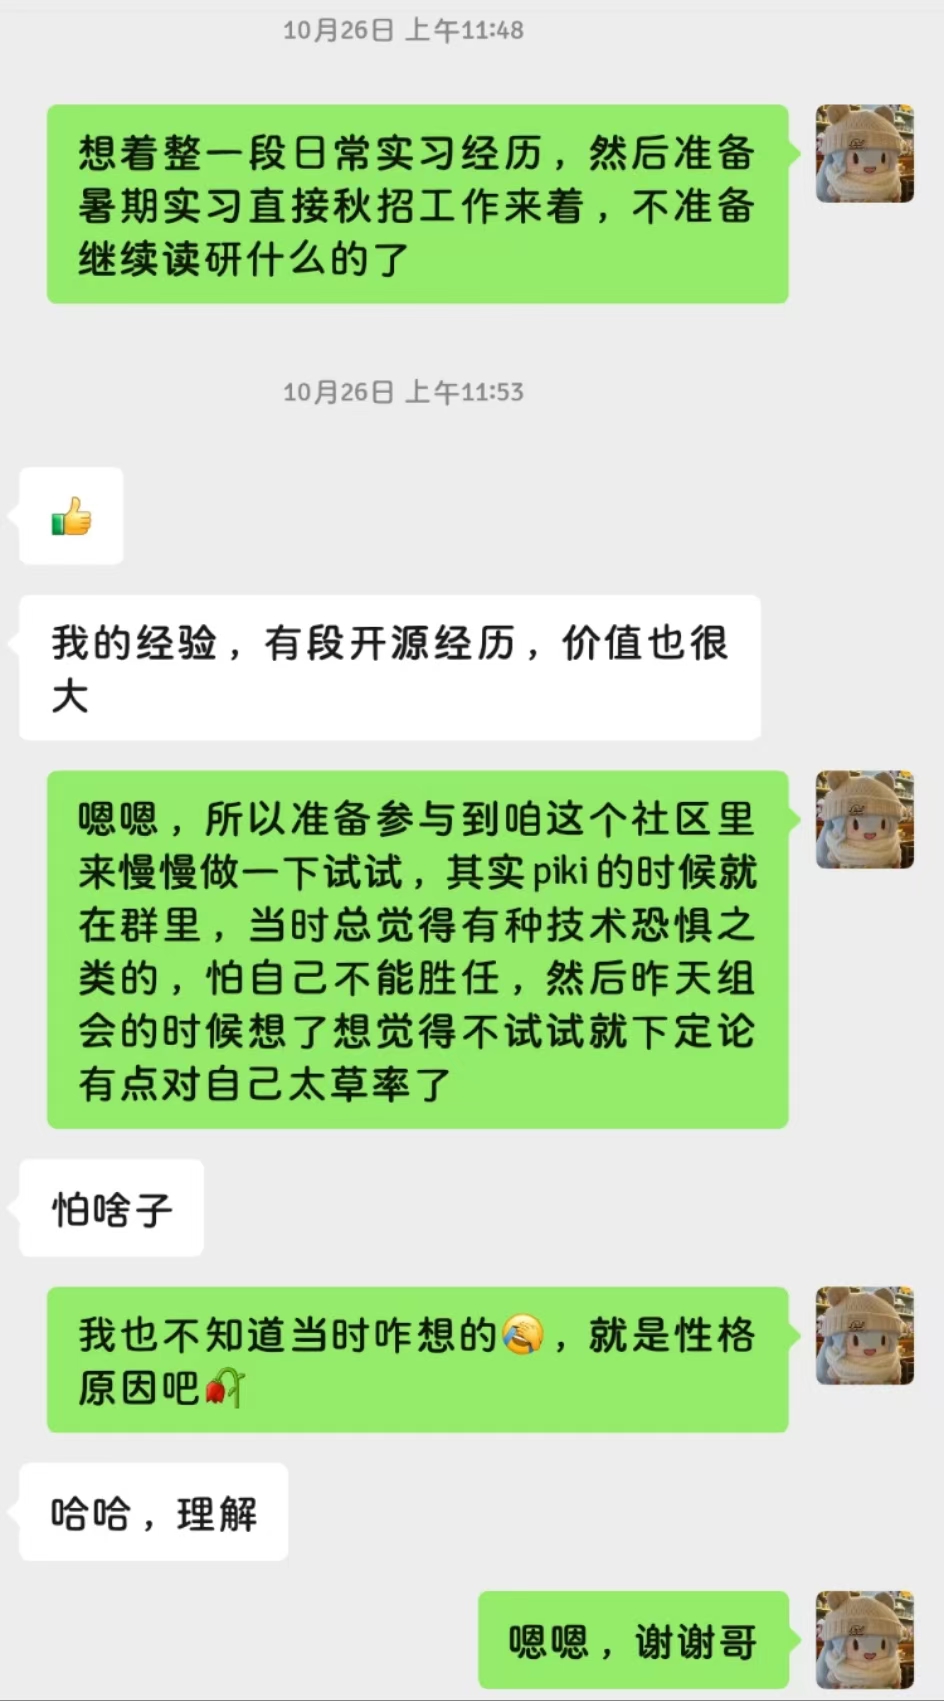 10月26日 上午11:48
想着整一段日常实习经历，然后准备
暑期实习直接秋招工作来着，不准备
继续读研什么的了
10月26日 上午11:53
我的经验，有段开源经历，价值也很
大
嗯嗯，所以准备参与到咱这个社区里
来慢慢做一下试试，其实piki的时候就
在群里，当时总觉得有种技术恐惧之
类的，怕自己不能胜任，然后昨天组
会的时候想了想觉得不试试就下定论
有点对自己太草率了
怕啥子
我也不知道当时咋想的🤣，就是性格
原因吧🥀
哈哈，理解
嗯嗯，谢谢哥